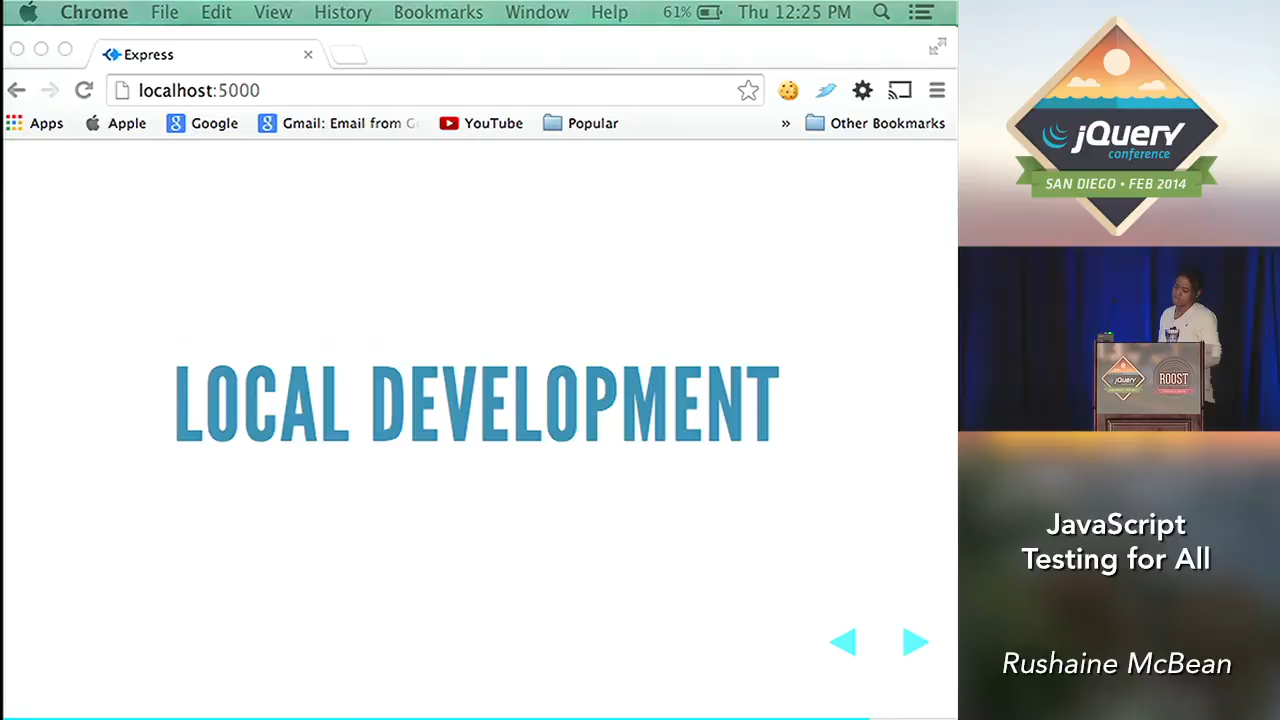 Chrome File Edit View History Bookmarks Window Help 61% Thu 12:25 PM
Express
localhost:5000
Apps Apple Google Gmail: Email from G YouTube Popular » Other Bookmarks
LOCAL DEVELOPMENT
jQuery
conference
SAN DIEGO • FEB 2014
jQuery
ROOST
JavaScript
Testing for All
Rushaine McBean